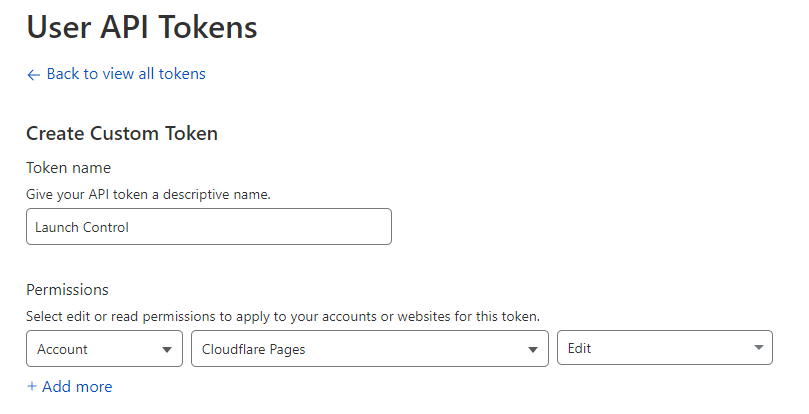 User API Tokens
← Back to view all tokens
Create Custom Token
Token name
Give your API token a descriptive name.
Launch Control
Permissions
Select edit or read permissions to apply to your accounts or websites for this token.
Account Cloudflare Pages Edit
+ Add more